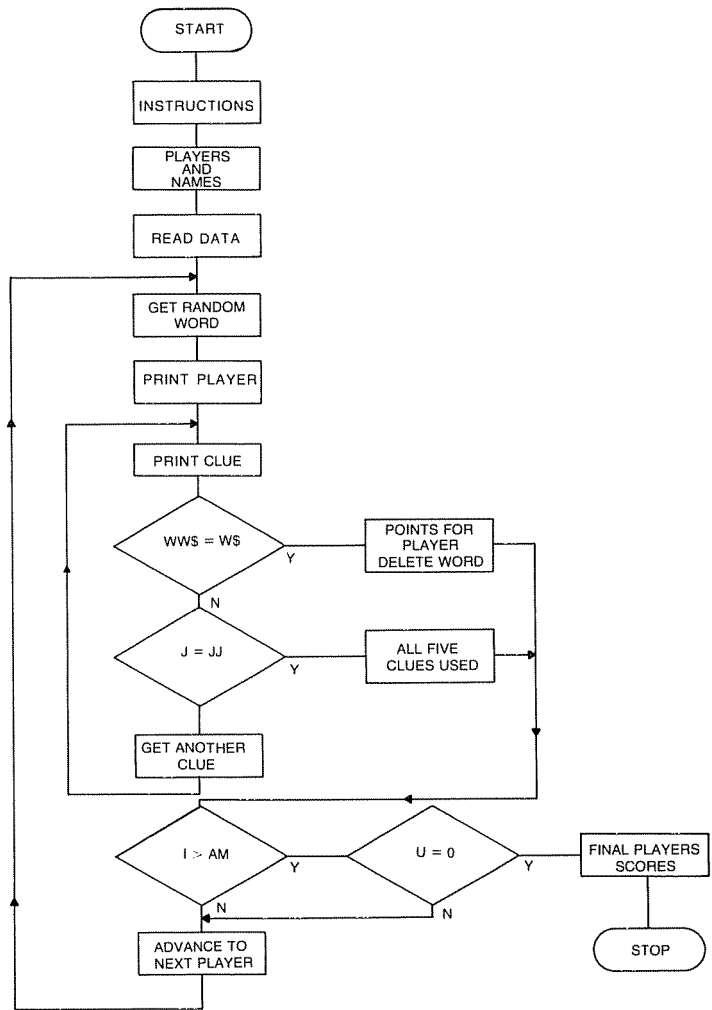 START
INSTRUCTIONS
PLAYERS
AND
NAMES
READ DATA
GET RANDOM
WORD
PRINT PLAYER
PRINT CLUE
WW$ = W$
Y
POINTS FOR
PLAYER
DELETE WORD
N
J = JJ
Y
ALL FIVE
CLUES USED
GET ANOTHER
CLUE
I > AM
Y
U = 0
Y
FINAL PLAYERS
SCORES
N
N
ADVANCE TO
NEXT PLAYER
STOP